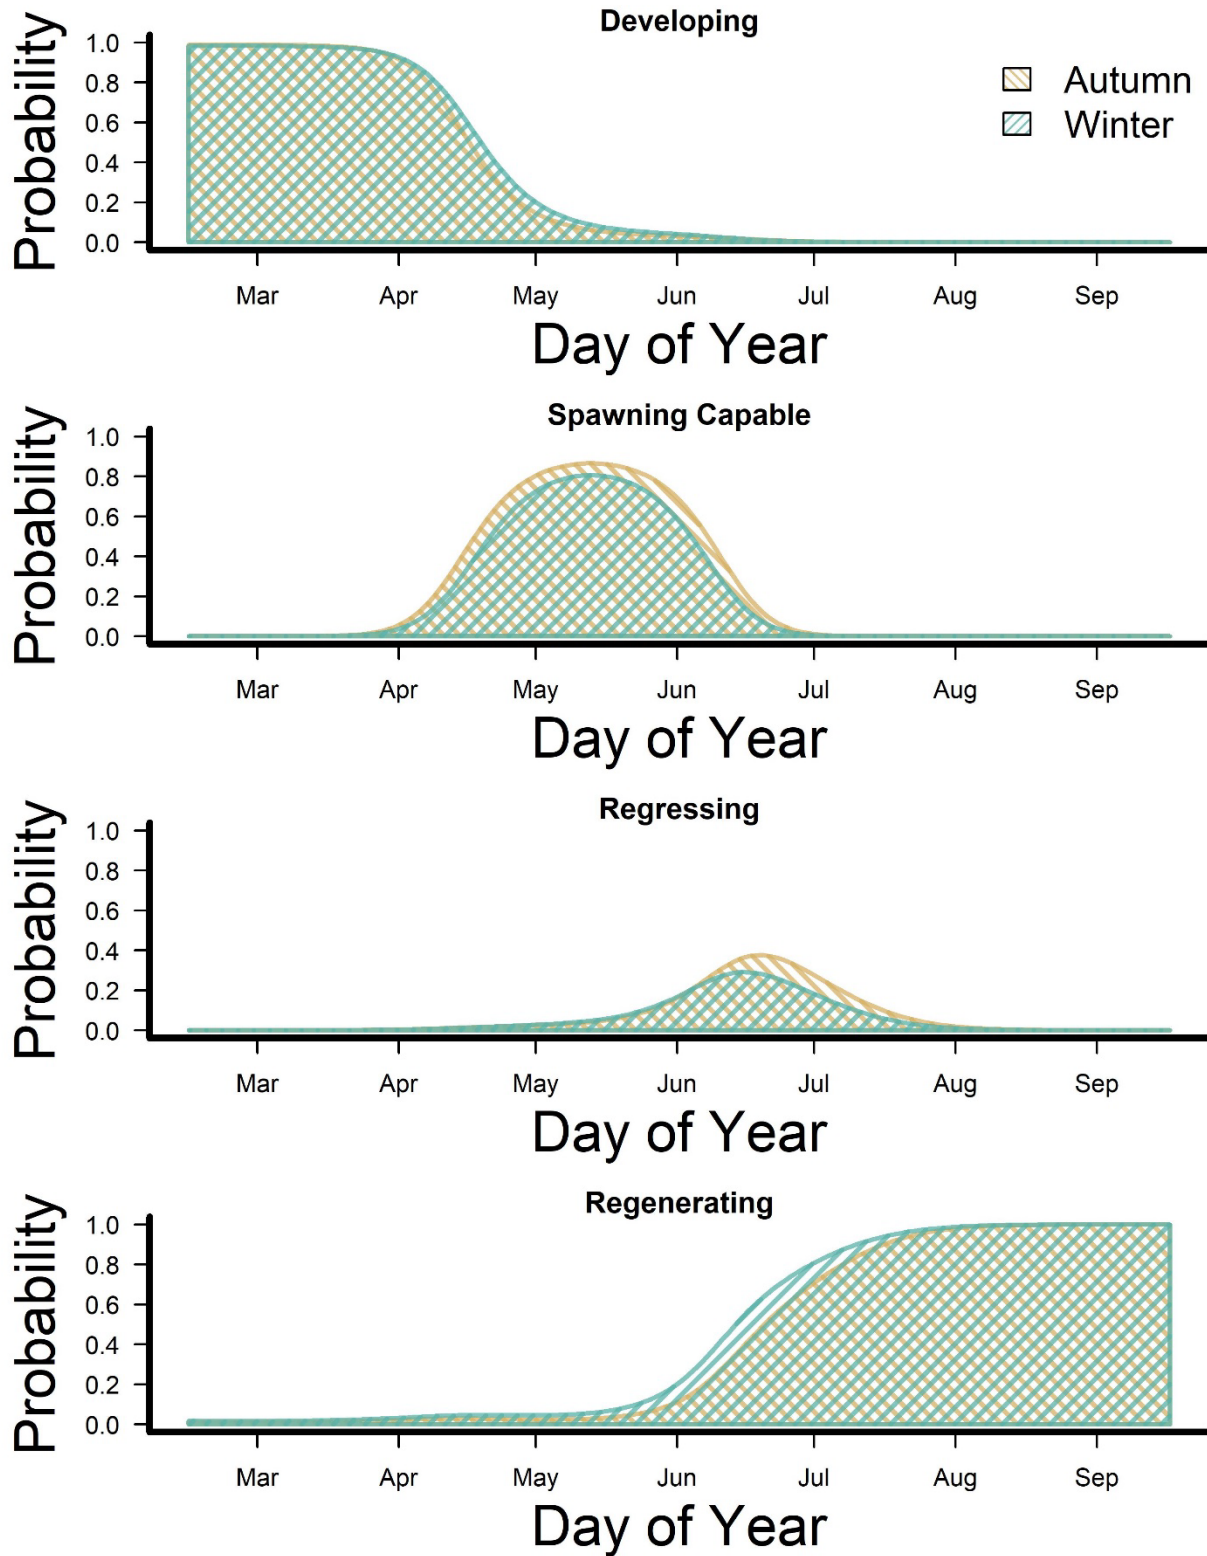 Developing
Probability
1.0
0.8
0.6
0.4
0.2
0.0
Autumn
Winter
Mar Apr May Jun Jul Aug Sep
Day of Year
Spawning Capable
Probability
1.0
0.8
0.6
0.4
0.2
0.0
Mar Apr May Jun Jul Aug Sep
Day of Year
Regressing
Probability
1.0
0.8
0.6
0.4
0.2
0.0
Mar Apr May Jun Jul Aug Sep
Day of Year
Regenerating
Probability
1.0
0.8
0.6
0.4
0.2
0.0
Mar Apr May Jun Jul Aug Sep
Day of Year